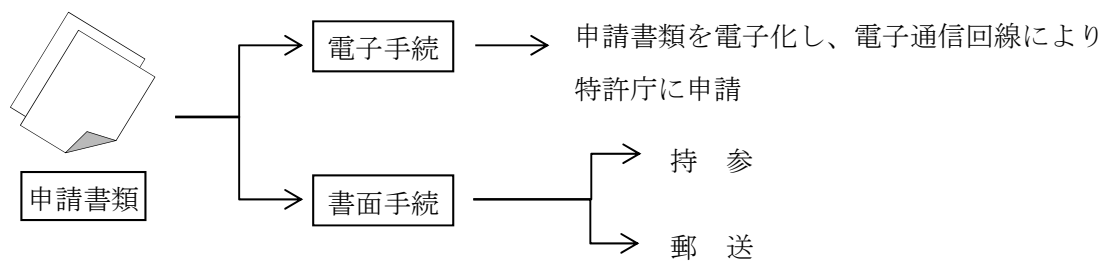 電子手続
申請書類を電子化し、電子通信回線により
特許庁に申請
申請書類
書面手続
持　参
郵　送